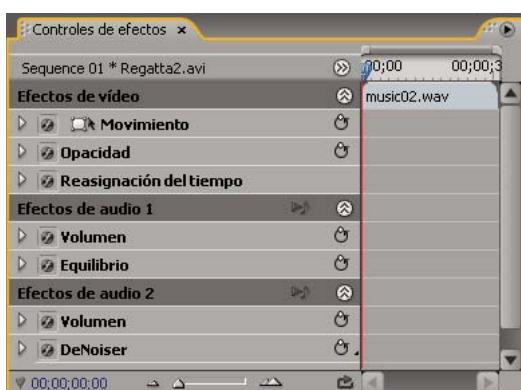 Controles de efectos x
Sequence 01 * Regatta2.avi
00;00 00;00;3
Efectos de vídeo
music02.wav
Movimiento
Opacidad
Reasignación del tiempo
Efectos de audio 1
Volumen
Equilibrio
Efectos de audio 2
Volumen
DeNoiser
00;00;00;00